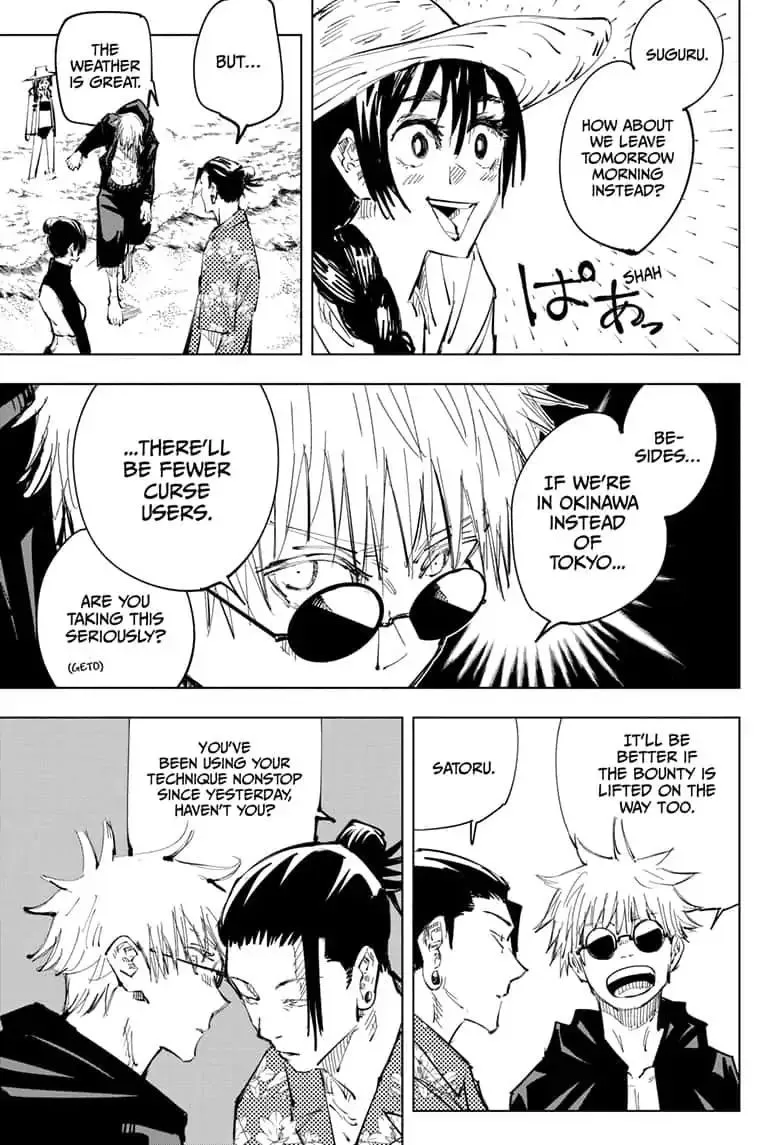 SUGURU.
HOW ABOUT
WE LEAVE
TOMORROW
MORNING
INSTEAD?
SHAH
ぱあっ
BUT...
THE
WEATHER
IS GREAT.
BE-
SIDES...
IF WE'RE
IN OKINAWA
INSTEAD
OF
TOKYO...
...THERE'LL
BE FEWER
CURSE
USERS.
ARE YOU
TAKING THIS
SERIOUSLY?
(GETO)
IT'LL BE
BETTER IF
THE BOUNTY IS
LIFTED ON THE
WAY TOO.
SATORU.
YOU'VE
BEEN USING YOUR
TECHNIQUE NONSTOP
SINCE YESTERDAY,
HAVEN'T YOU?